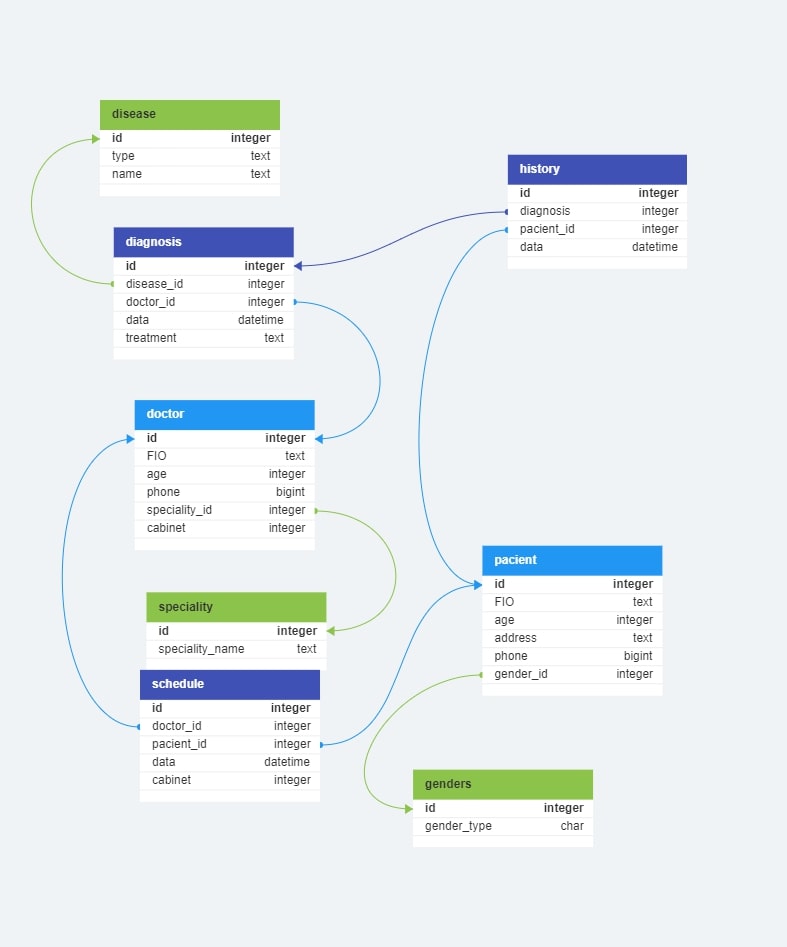 disease
id integer
type text
name text
diagnosis
id integer
disease_id integer
doctor_id integer
data datetime
treatment text
history
id integer
diagnosis integer
pacient_id integer
data datetime
doctor
id integer
FIO text
age integer
phone bigint
speciality_id integer
cabinet integer
speciality
id integer
speciality_name text
schedule
id integer
doctor_id integer
pacient_id integer
data datetime
cabinet integer
pacient
id integer
FIO text
age integer
address text
phone bigint
gender_id integer
genders
id integer
gender_type char